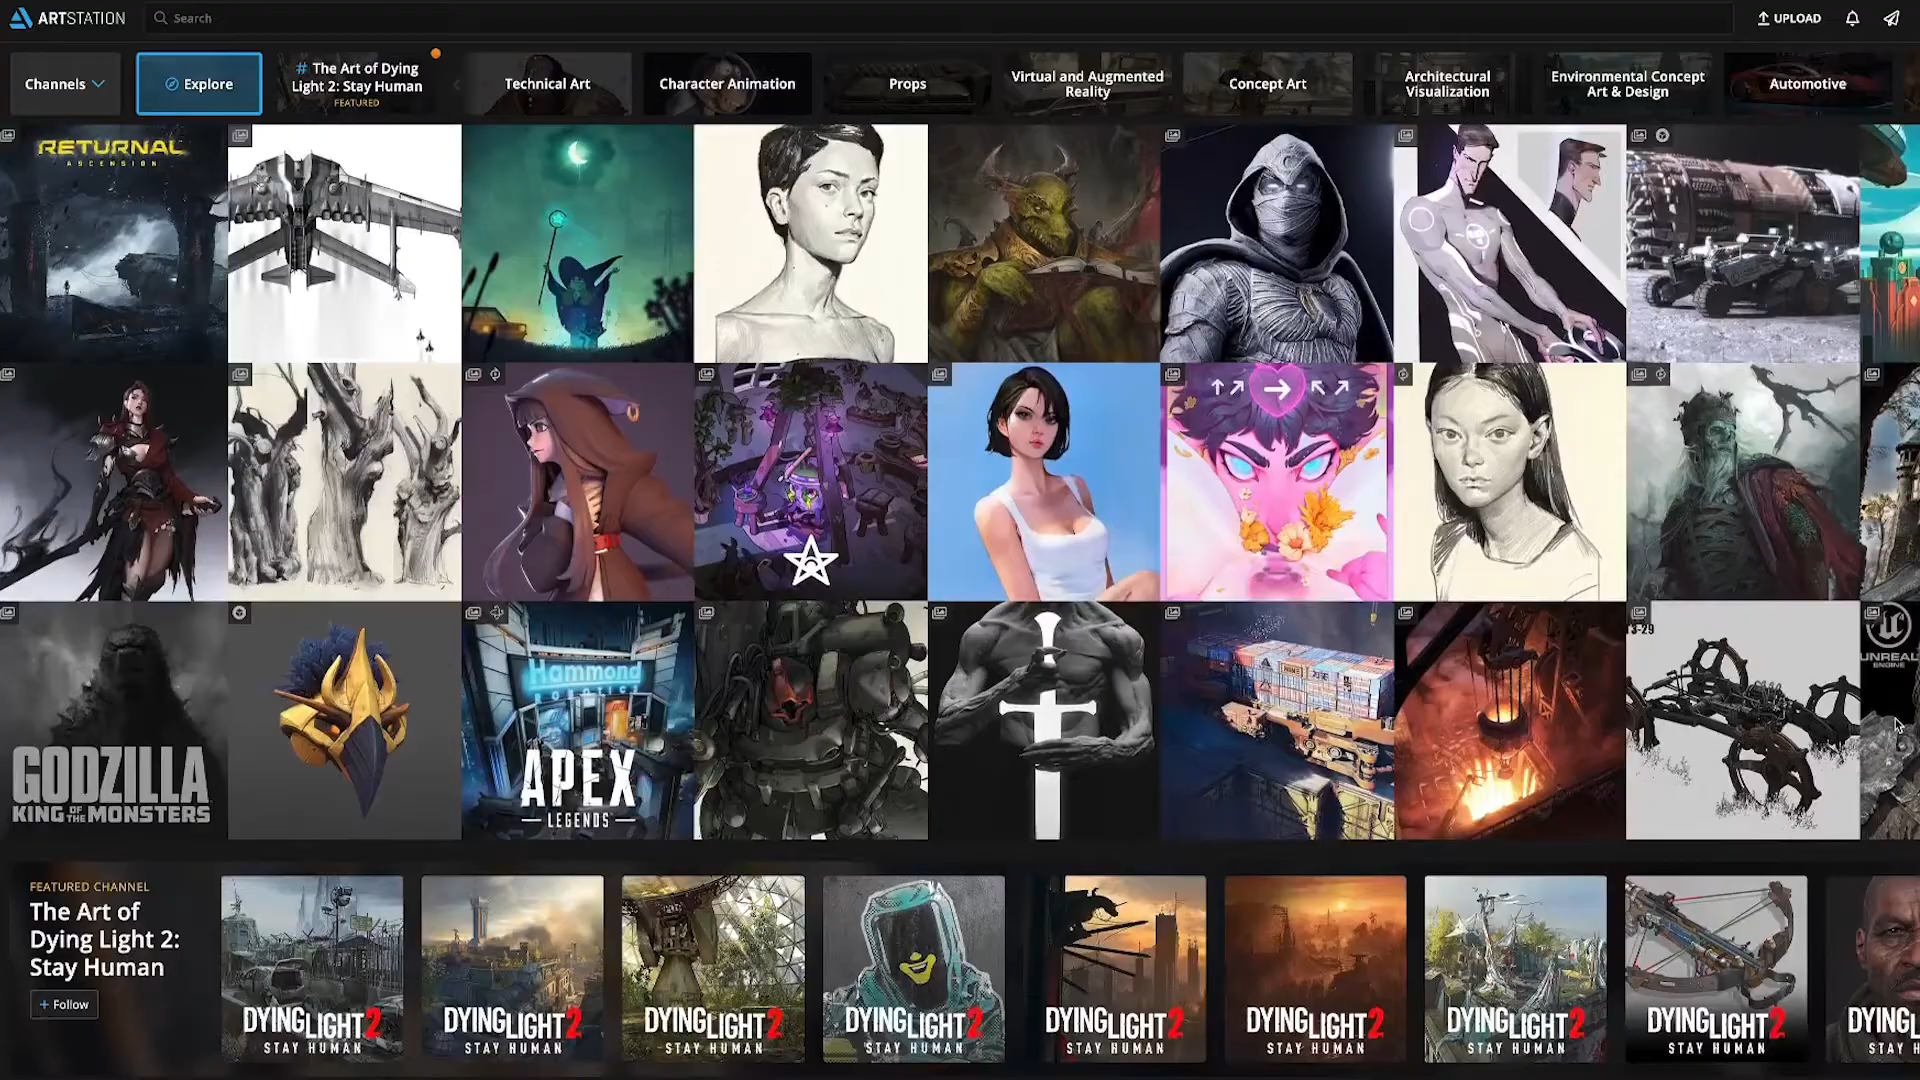 ARTSTATION
Search
UPLOAD
Channels
Explore
# The Art of Dying
Light 2: Stay Human
FEATURED
Technical Art
Character Animation
Props
Virtual and Augmented
Reality
Concept Art
Architectural
Visualization
Environmental Concept
Art & Design
Automotive
RETURNAL
ASCENSION
GODZILLA
KING OF THE MONSTERS
Hammond
ROBOTICS
APEX
LEGENDS
13-29
UNREAL
ENGINE
FEATURED CHANNEL
The Art of
Dying Light 2:
Stay Human
+ Follow
DYING LIGHT 2
STAY HUMAN
DYING LIGHT 2
STAY HUMAN
DYING LIGHT 2
STAY HUMAN
DYING LIGHT 2
STAY HUMAN
DYING LIGHT 2
STAY HUMAN
DYING LIGHT 2
STAY HUMAN
DYING LIGHT 2
STAY HUMAN
DYING LIGHT 2
STAY HUMAN
DYING L
STAY H